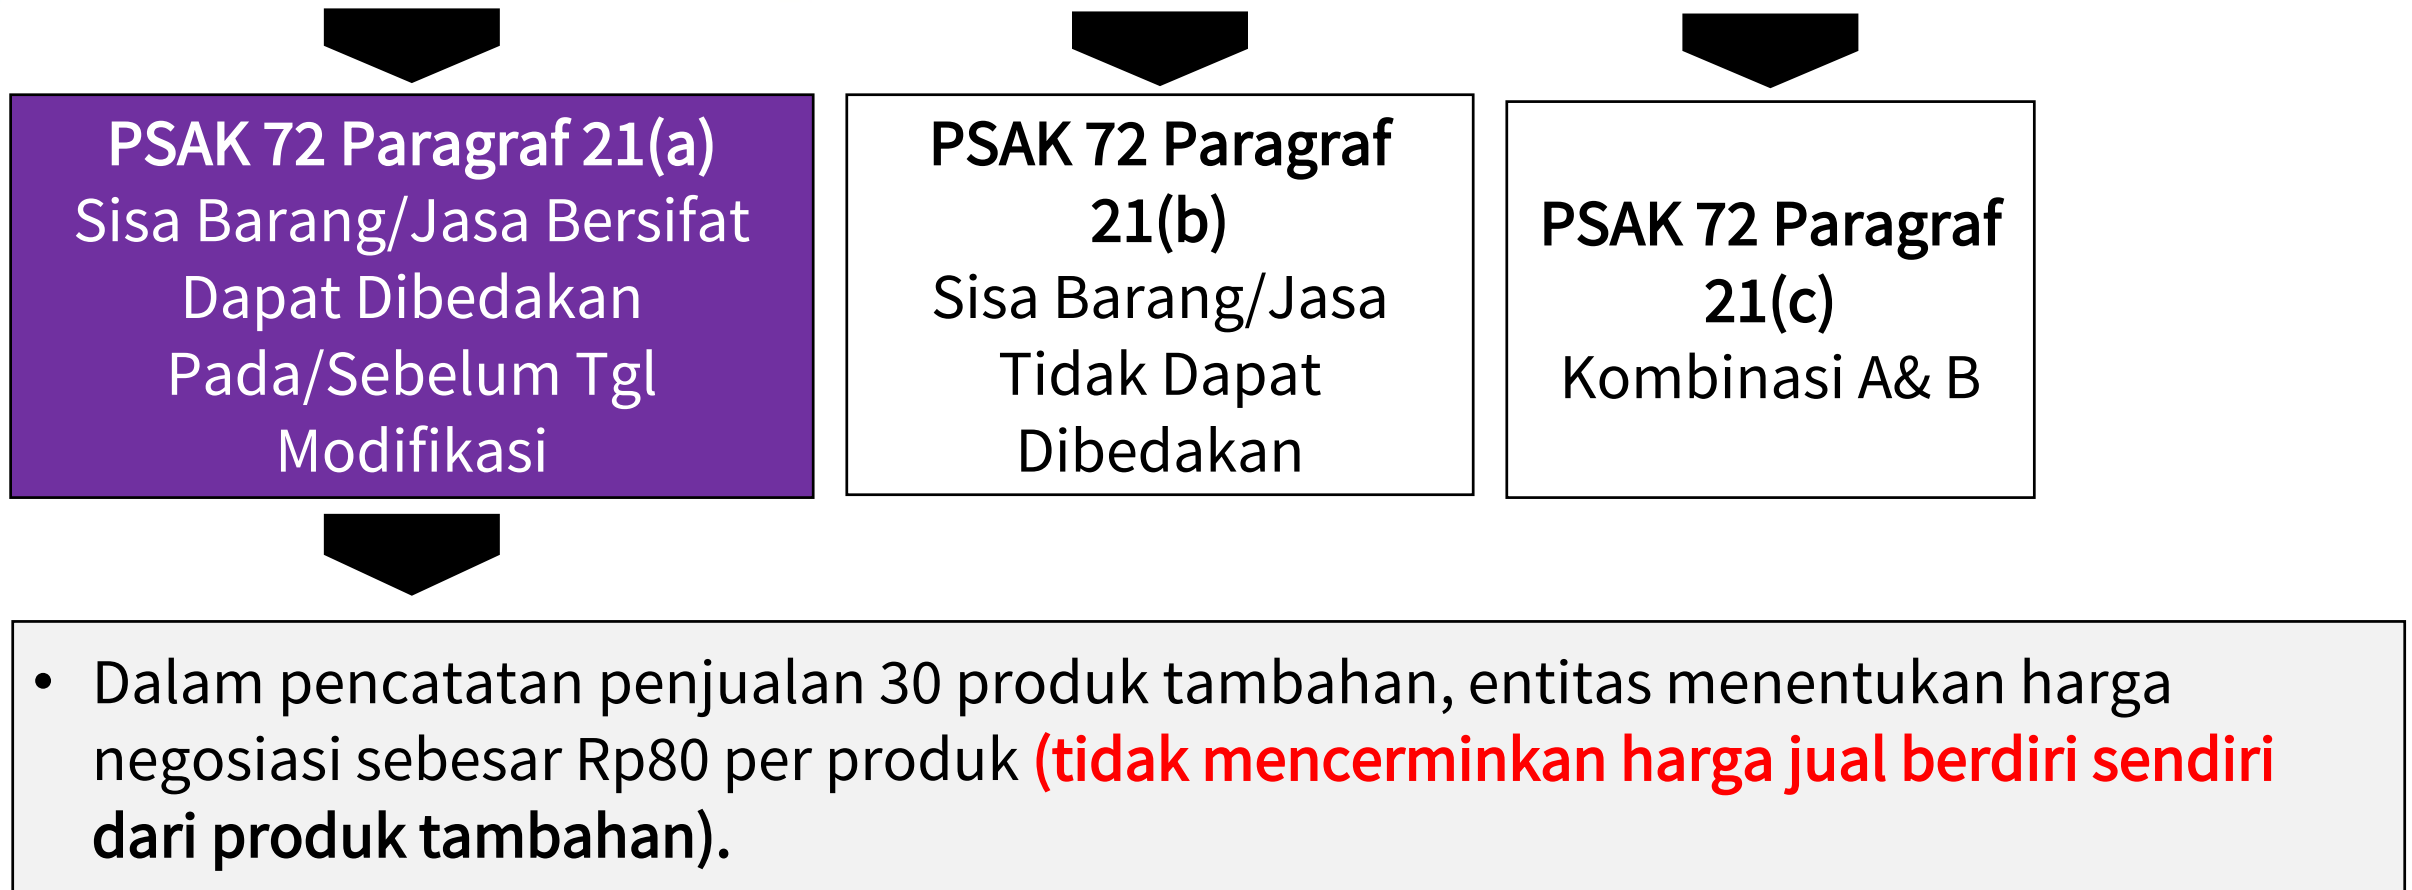 PSAK 72 Paragraf 21(a)
Sisa Barang/Jasa Bersifat
Dapat Dibedakan
Pada/Sebelum Tgl
Modifikasi
PSAK 72 Paragraf
21(b)
Sisa Barang/Jasa
Tidak Dapat
Dibedakan
PSAK 72 Paragraf
21(c)
Kombinasi A& B
• Dalam pencatatan penjualan 30 produk tambahan, entitas menentukan harga
negosiasi sebesar Rp80 per produk (tidak mencerminkan harga jual berdiri sendiri
dari produk tambahan).